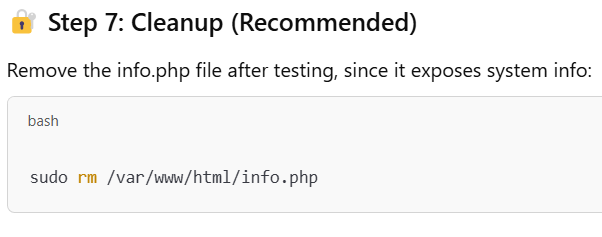 🔐 Step 7: Cleanup (Recommended)
Remove the info.php file after testing, since it exposes system info:
bash
sudo rm /var/www/html/info.php